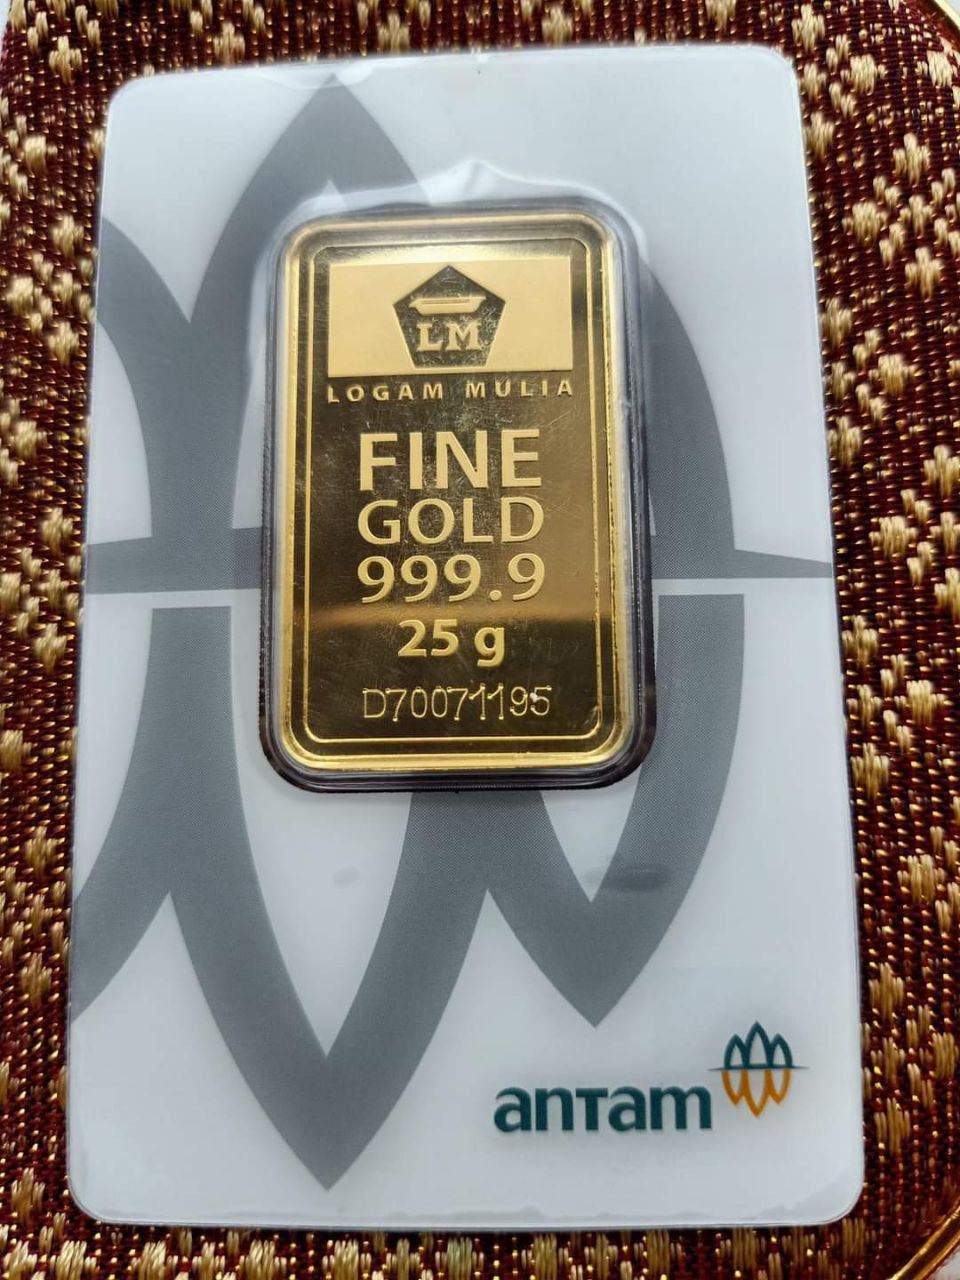 LM
LOGAM MULIA
FINE
GOLD
999.9
25 g
D70071195
antam